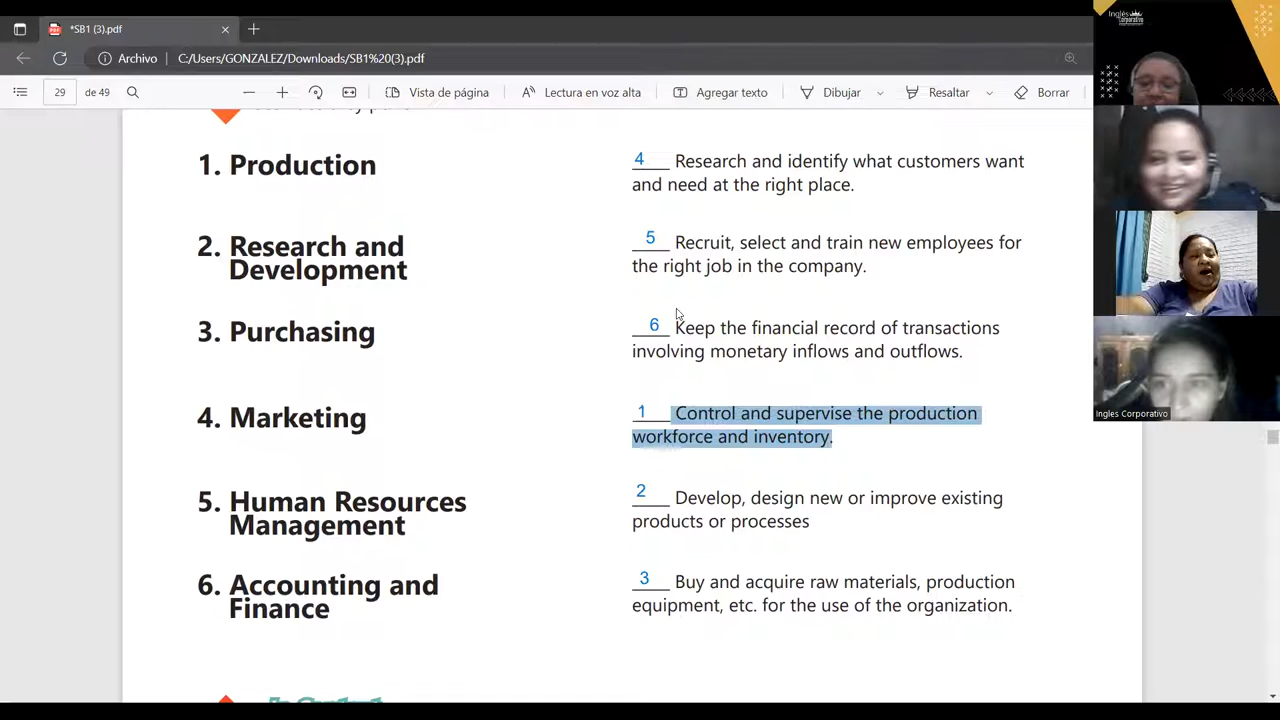 *SB1 (3).pdf
Archivo
C:/Users/GONZALEZ/Downloads/SB1%20(3).pdf
29 de 49
Vista de página
Lectura en voz alta
Agregar texto
Dibujar
Resaltar
Borrar
Inglés
Corporativo
1. Production
4 Research and identify what customers want
and need at the right place.
2. Research and
Development
5 Recruit, select and train new employees for
the right job in the company.
3. Purchasing
6 Keep the financial record of transactions
involving monetary inflows and outflows.
4. Marketing
1 Control and supervise the production
workforce and inventory.
5. Human Resources
Management
2 Develop, design new or improve existing
products or processes
6. Accounting and
Finance
3 Buy and acquire raw materials, production
equipment, etc. for the use of the organization.
Ingles Corporativo